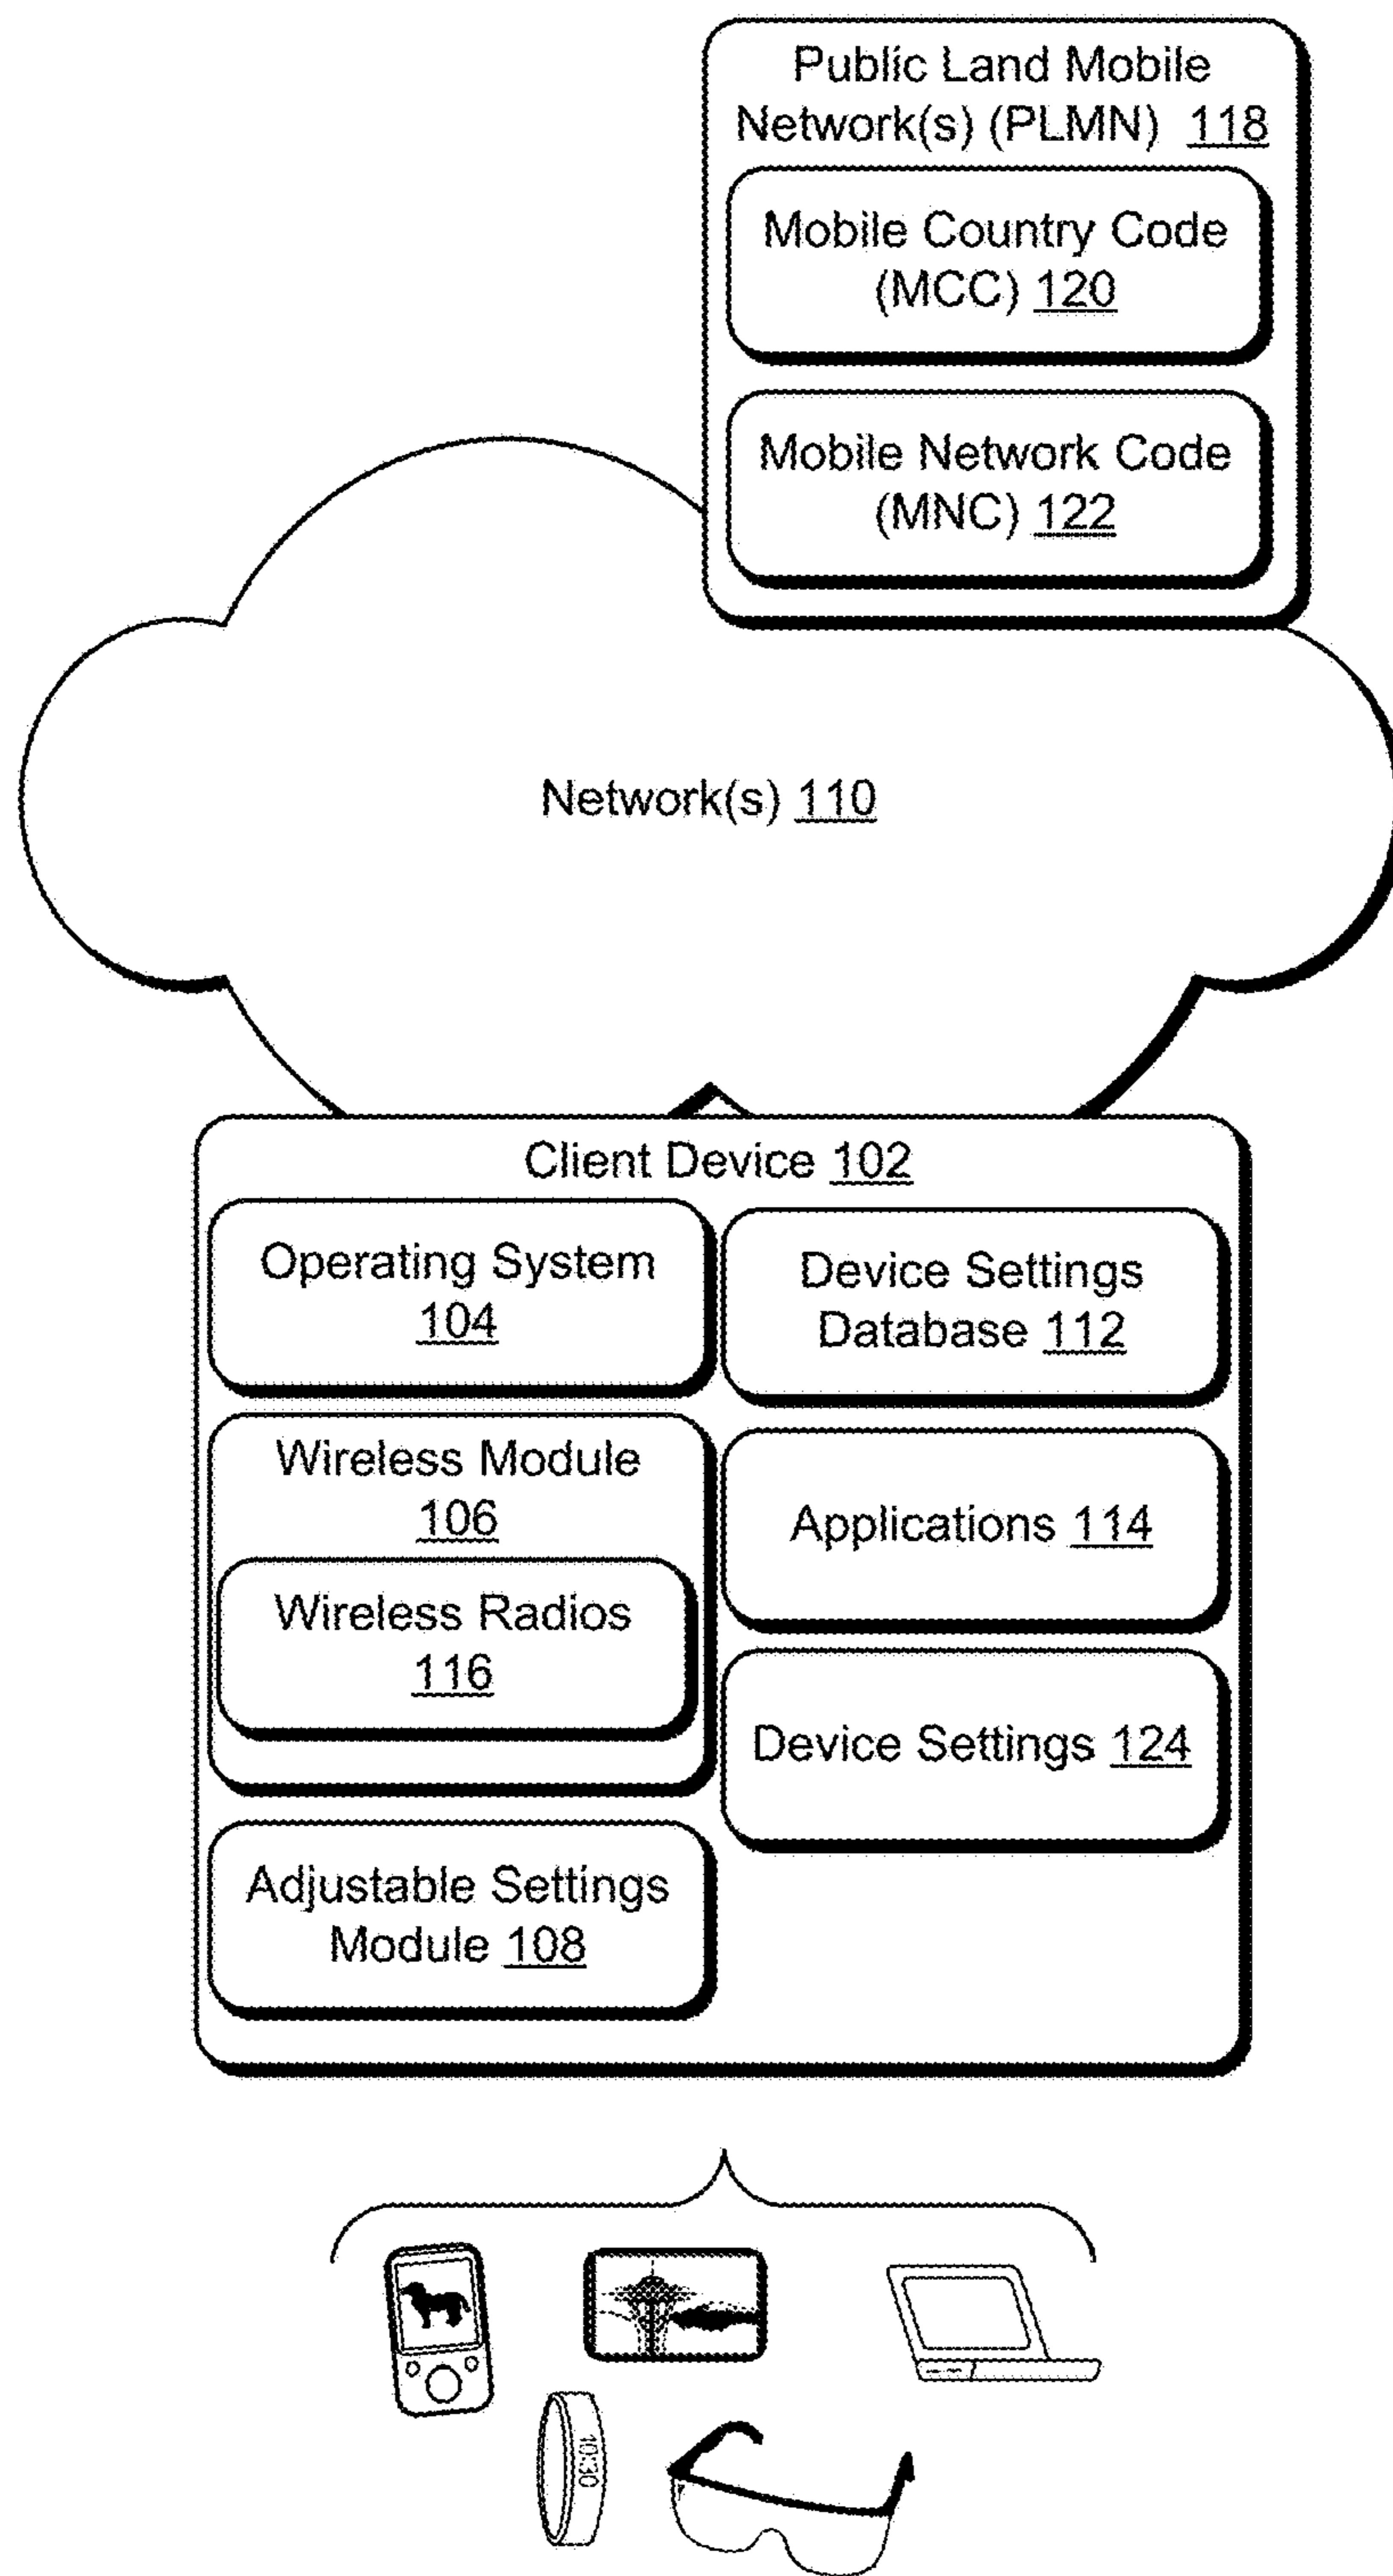 Public Land Mobile
Network(s) (PLMN) 118
Mobile Country Code
(MCC) 120
Mobile Network Code
(MNC) 122
Network(s) 110
Client Device 102
Operating System
104
Wireless Module
106
Wireless Radios
116
Adjustable Settings
Module 108
Device Settings
Database 112
Applications 114
Device Settings 124
10:30